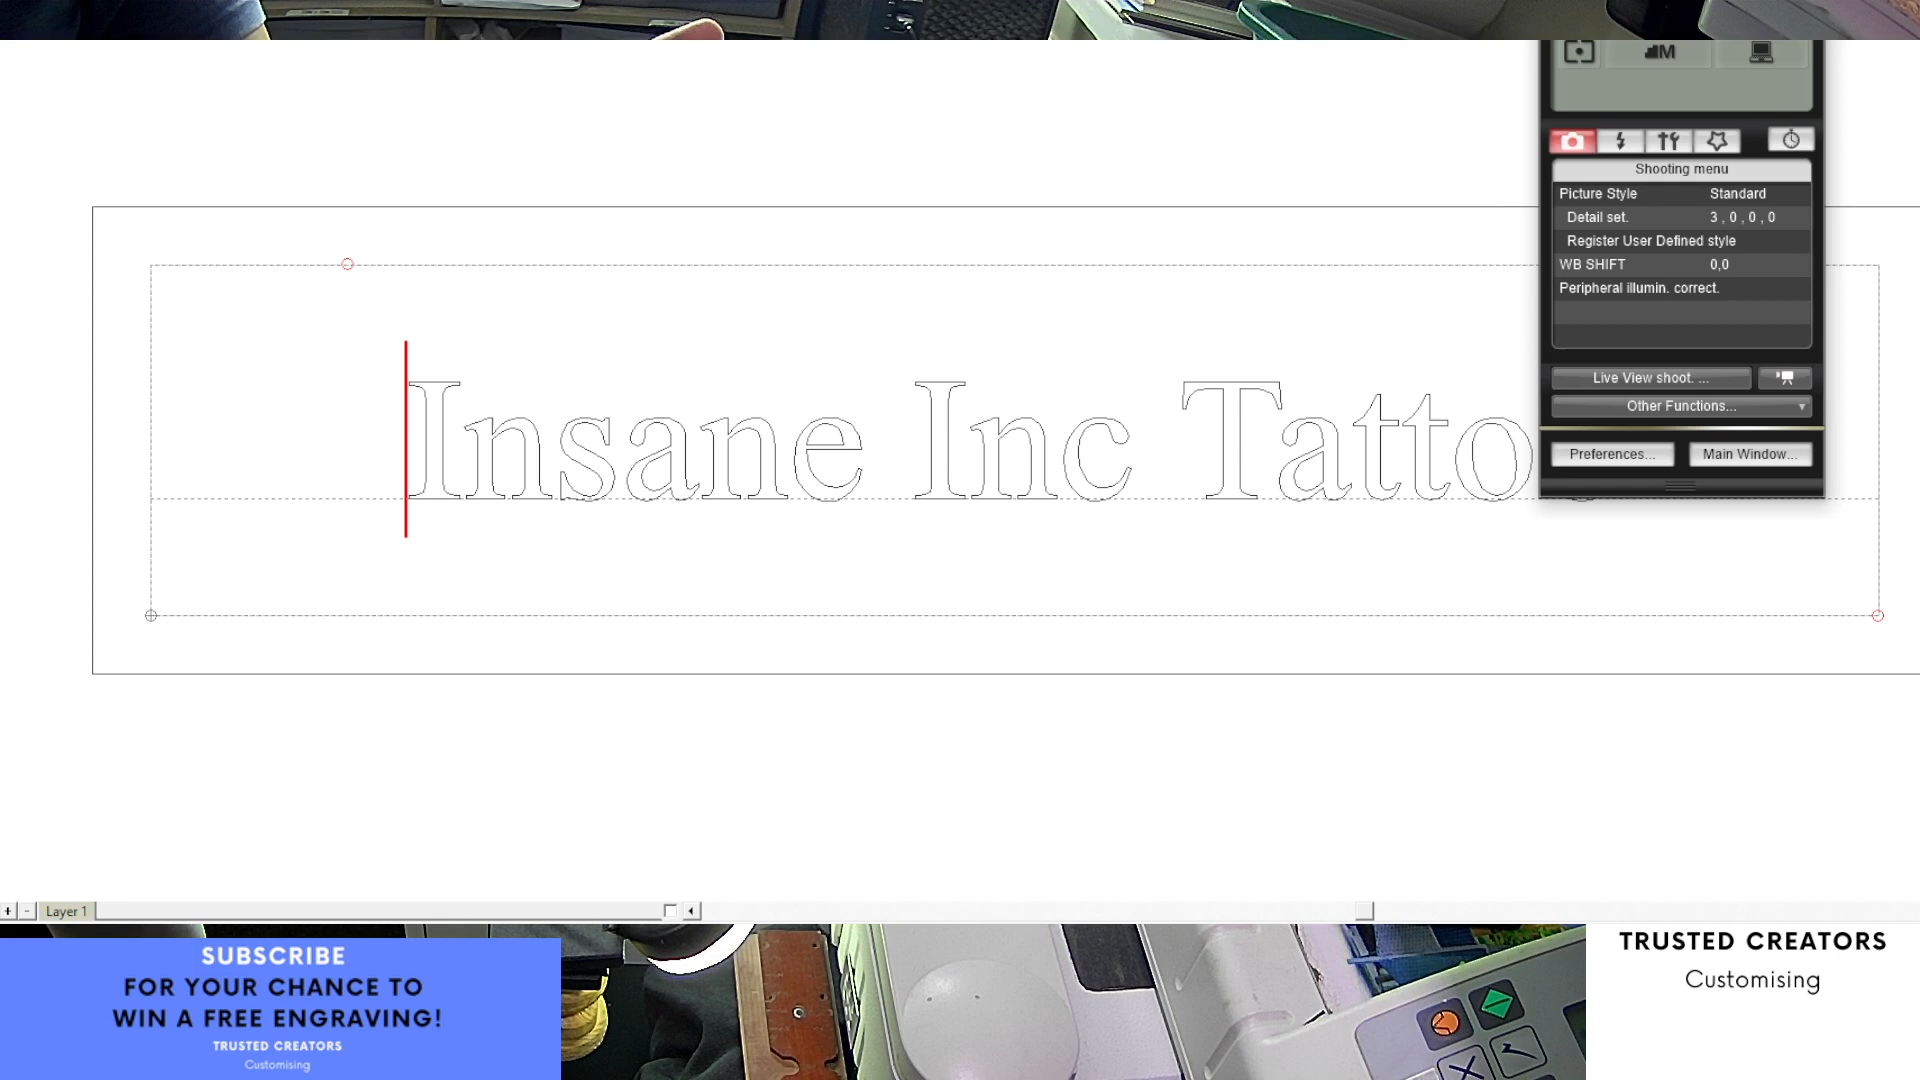 M
Shooting menu
Picture Style Standard
Detail set. 3 , 0 , 0 , 0
Register User Defined style
WB SHIFT 0,0
Peripheral illumin. correct.
Live View shoot. ...
Other Functions...
Preferences... Main Window...
Insane Inc Tatto
+ - Layer 1
SUBSCRIBE
FOR YOUR CHANCE TO
WIN A FREE ENGRAVING!
TRUSTED CREATORS
Customising
TRUSTED CREATORS
Customising